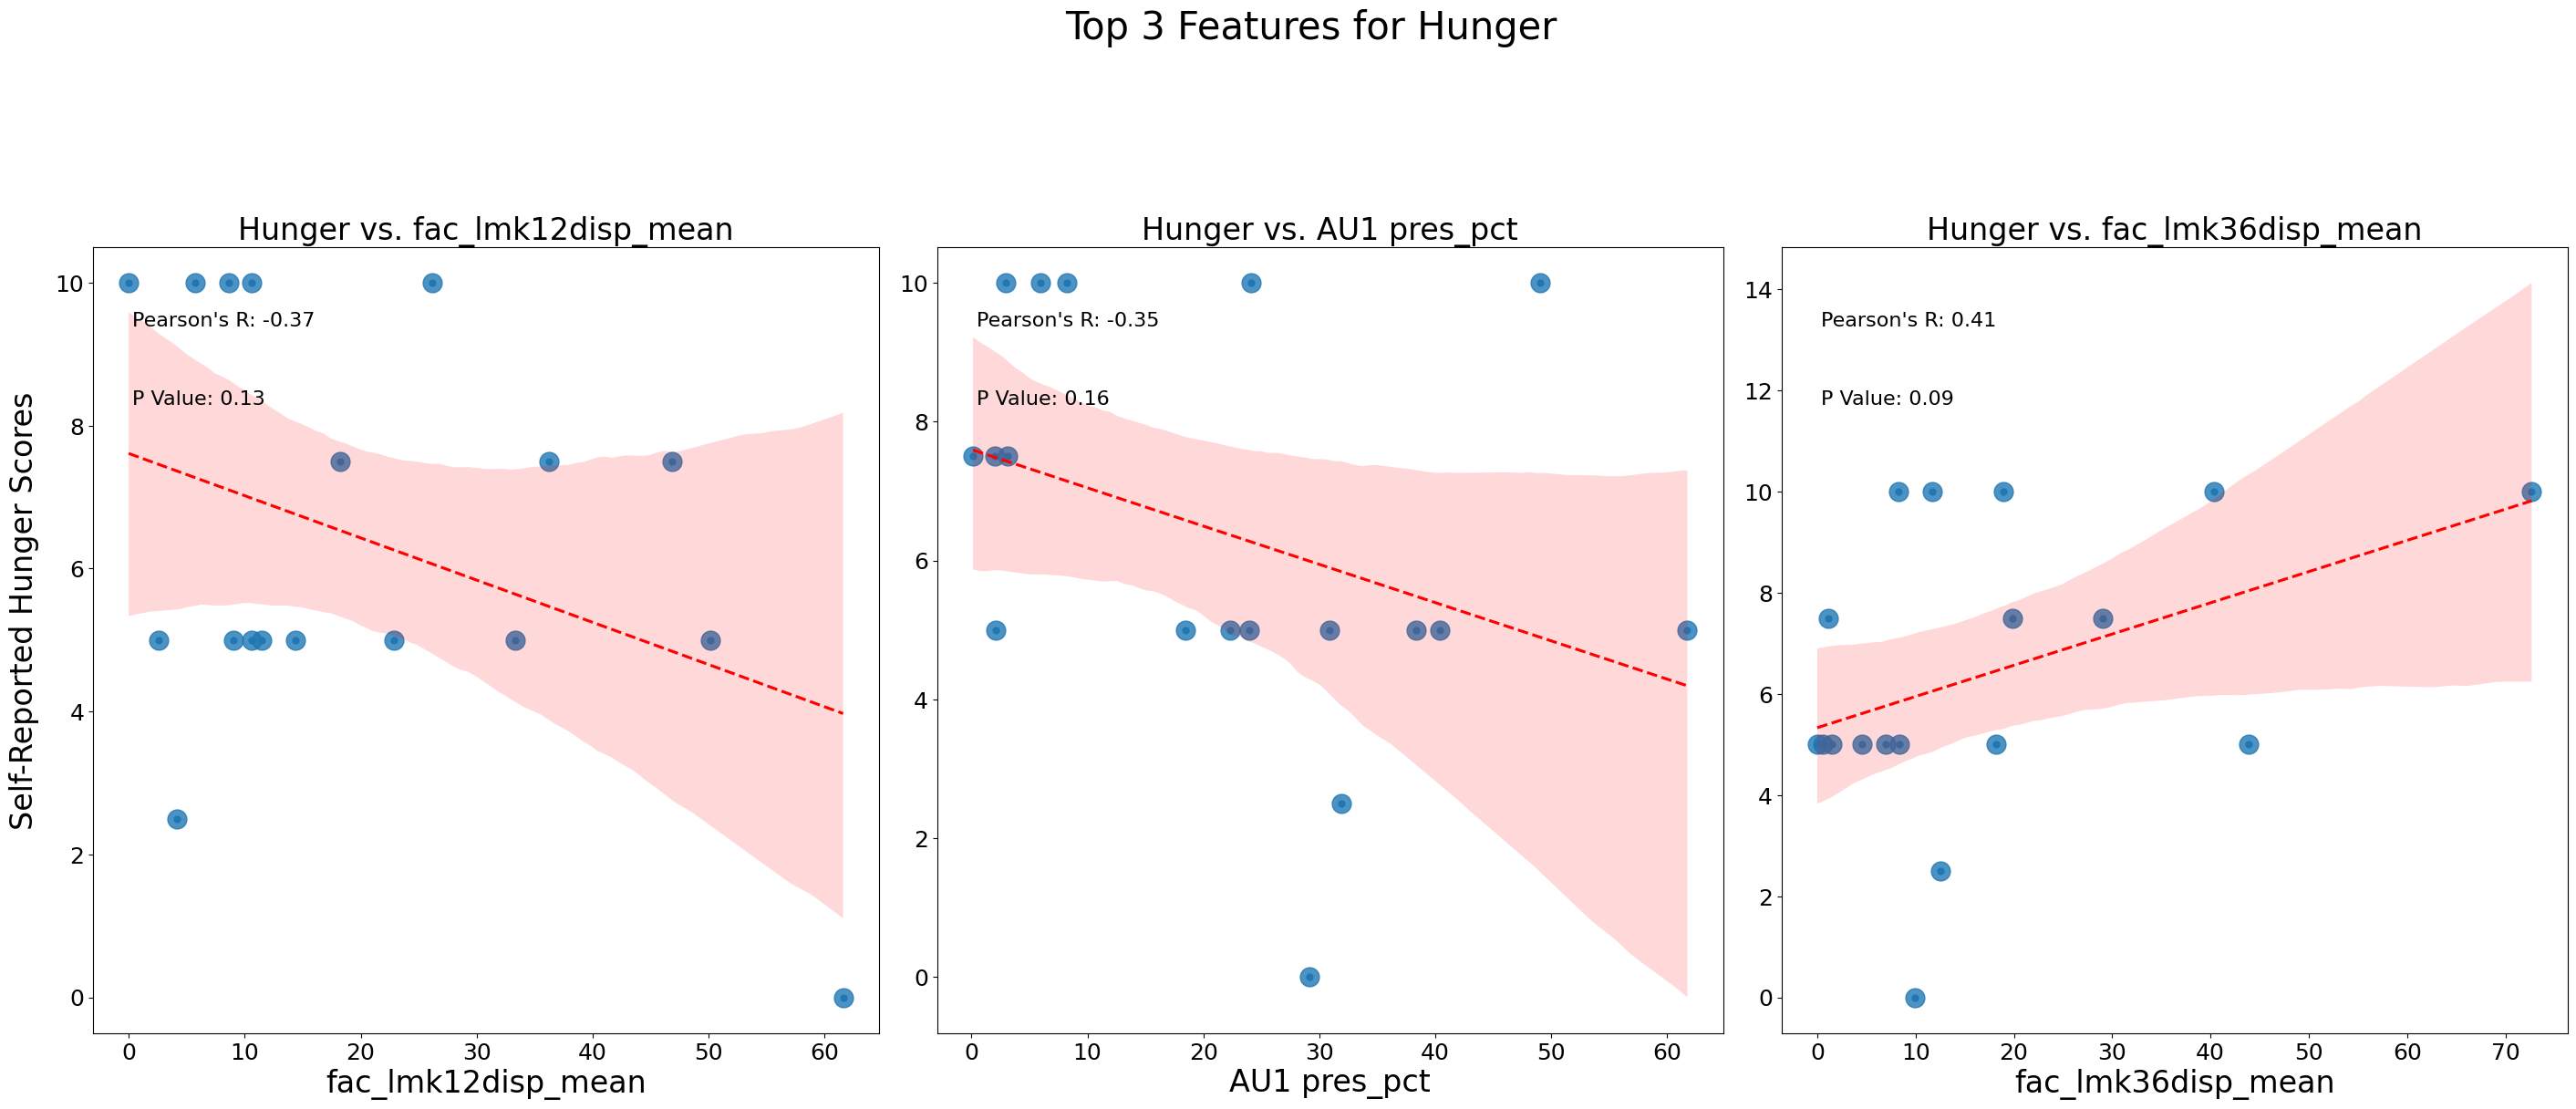 Top 3 Features for Hunger
Hunger vs. fac_lmk12disp_mean
Pearson's R: -0.37
P Value: 0.13
Self-Reported Hunger Scores
10
8
6
4
2
0
0 10 20 30 40 50 60
fac_lmk12disp_mean
Hunger vs. AU1 pres_pct
Pearson's R: -0.35
P Value: 0.16
10
8
6
4
2
0
0 10 20 30 40 50 60
AU1 pres_pct
Hunger vs. fac_lmk36disp_mean
Pearson's R: 0.41
P Value: 0.09
14
12
10
8
6
4
2
0
0 10 20 30 40 50 60 70
fac_lmk36disp_mean